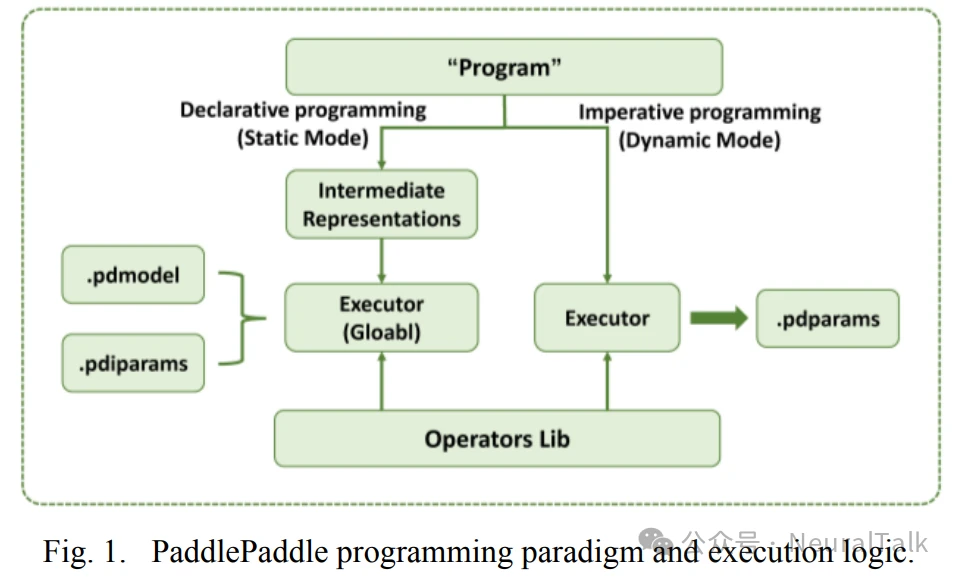 “Program”
Declarative programming
(Static Mode)
Imperative programming
(Dynamic Mode)
Intermediate
Representations
.pdmodel
.pdiparams
Executor
(Gloabl)
Executor
.pdparams
Operators Lib
Fig. 1. PaddlePaddle programming paradigm and execution logic.
公众号 · NeuralTalk